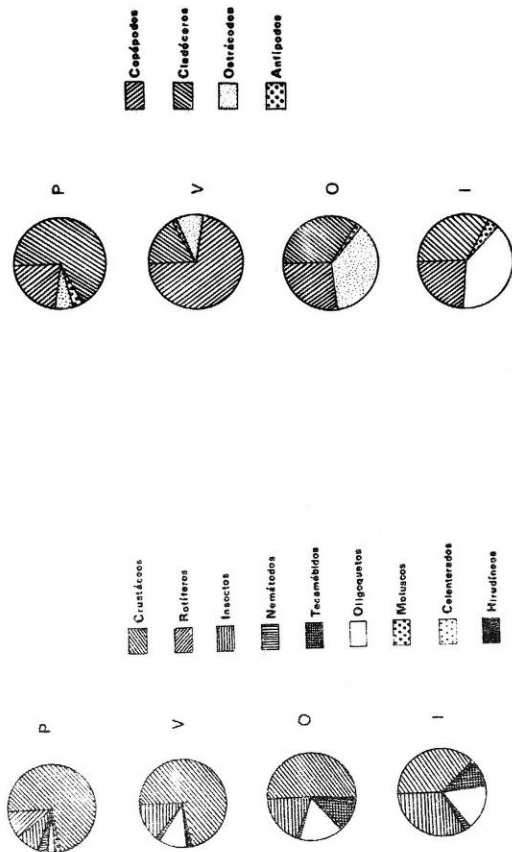 P
V
O
I
Crustáceos
Rotíferos
Insectos
Nemátodos
Tecamébidos
Oligoquetos
Moluscos
Celenterados
Hirudíneos
P
V
O
I
Copépodos
Cladóceros
Ostrácodos
Anfípodos